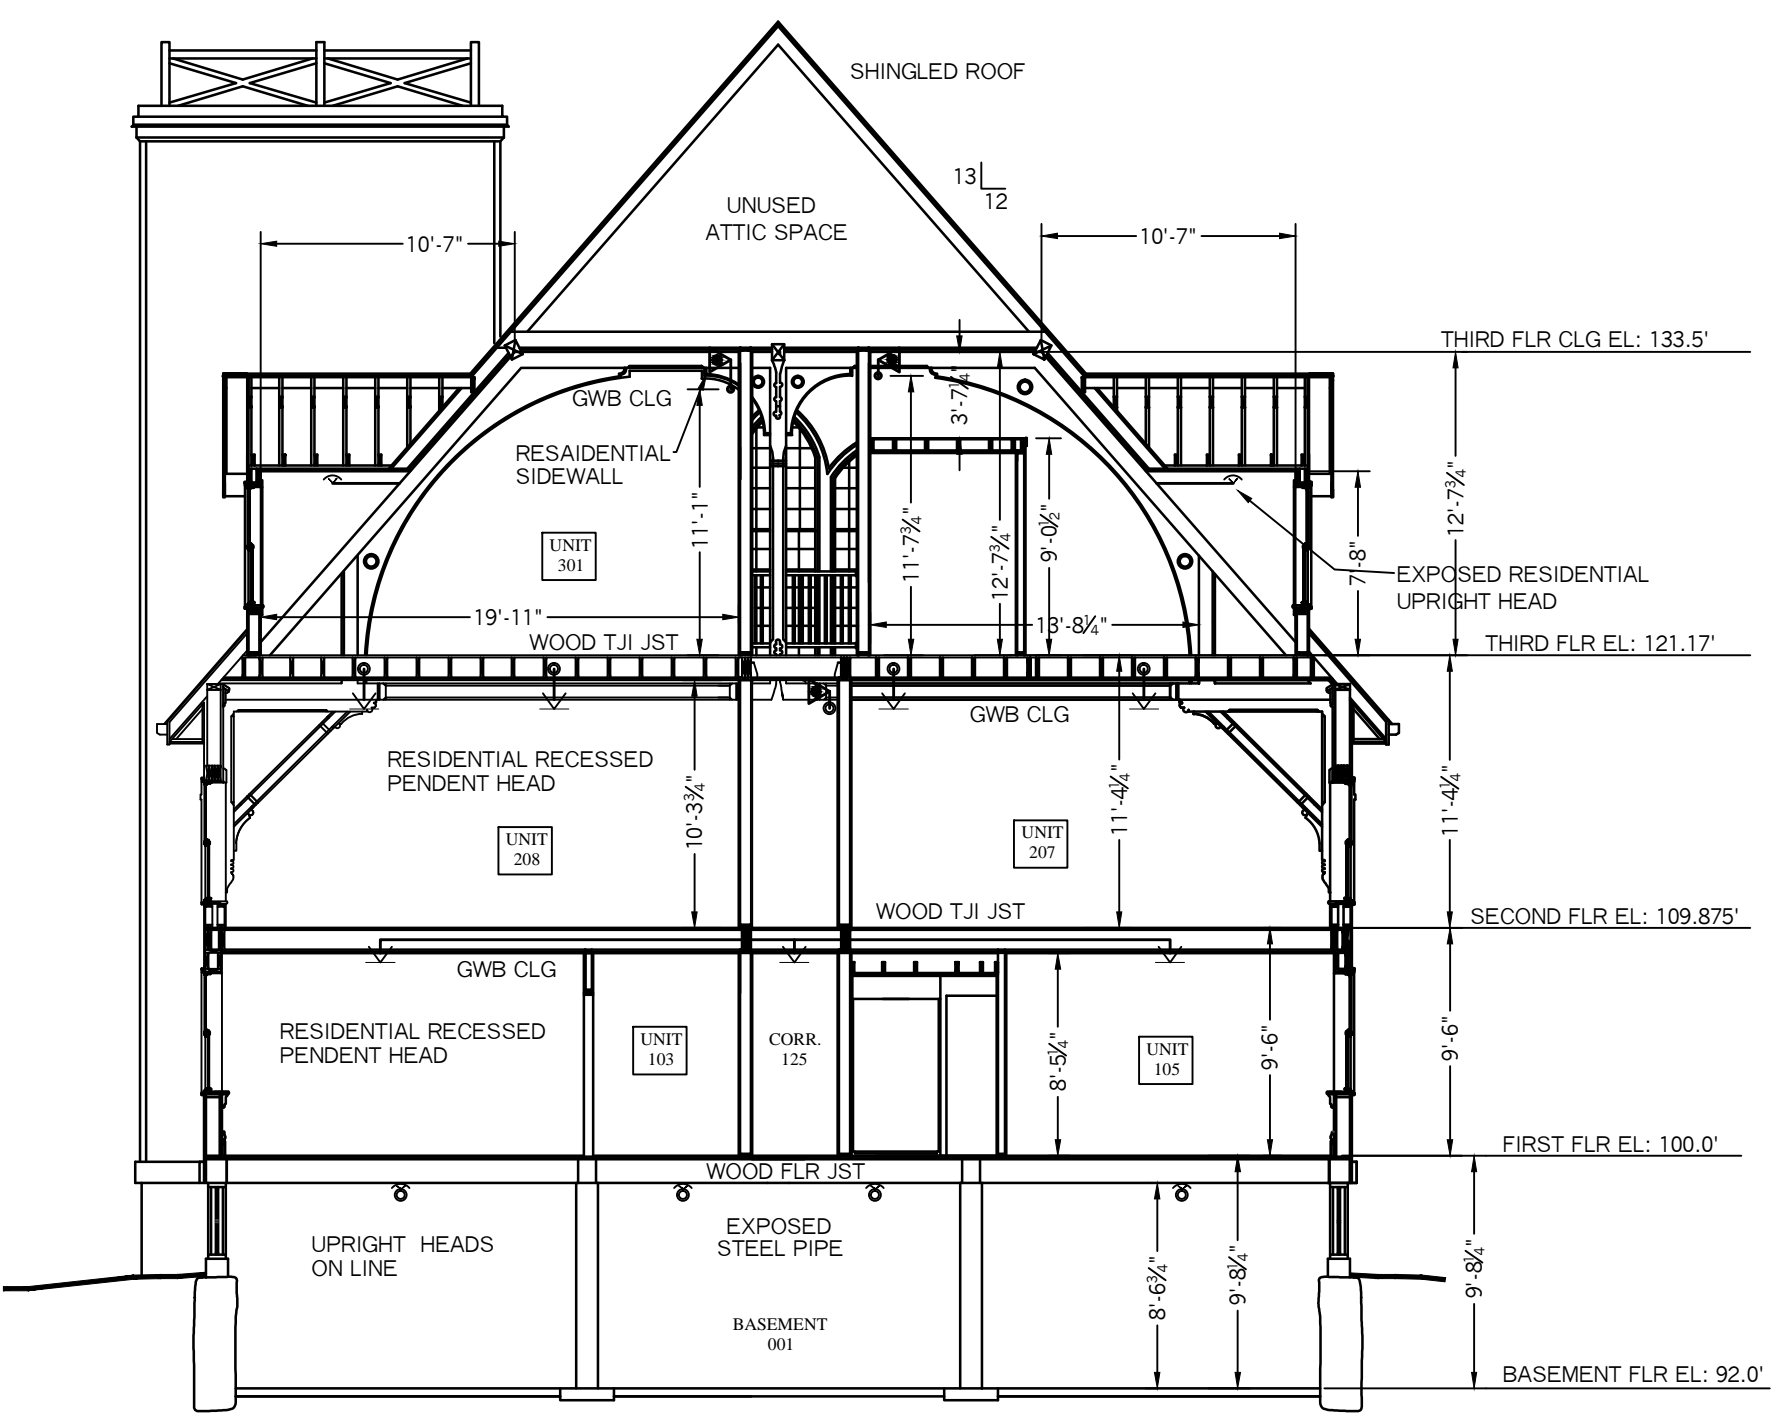 SHINGLED ROOF
13
12
UNUSED
ATTIC SPACE
10'-7"
10'-7"
THIRD FLR CLG EL: 133.5'
GWB CLG
3'-7¼"
RESAIDENTIAL
SIDEWALL
11'-1"
11'-7¾"
12'-7¾"
9'-0½"
12'-7¾"
7'-8"
UNIT
301
EXPOSED RESIDENTIAL
UPRIGHT HEAD
19'-11"
13'-8¼"
WOOD TJI JST
THIRD FLR EL: 121.17'
GWB CLG
RESIDENTIAL RECESSED
PENDENT HEAD
10'-3¾"
11'-4¼"
11'-4¼"
UNIT
208
UNIT
207
WOOD TJI JST
SECOND FLR EL: 109.875'
GWB CLG
RESIDENTIAL RECESSED
PENDENT HEAD
UNIT
103
CORR.
125
8'-5¼"
UNIT
105
9'-6"
9'-6"
FIRST FLR EL: 100.0'
WOOD FLR JST
UPRIGHT HEADS
ON LINE
EXPOSED
STEEL PIPE
8'-6¾"
9'-8¼"
9'-8¼"
BASEMENT
001
BASEMENT FLR EL: 92.0'